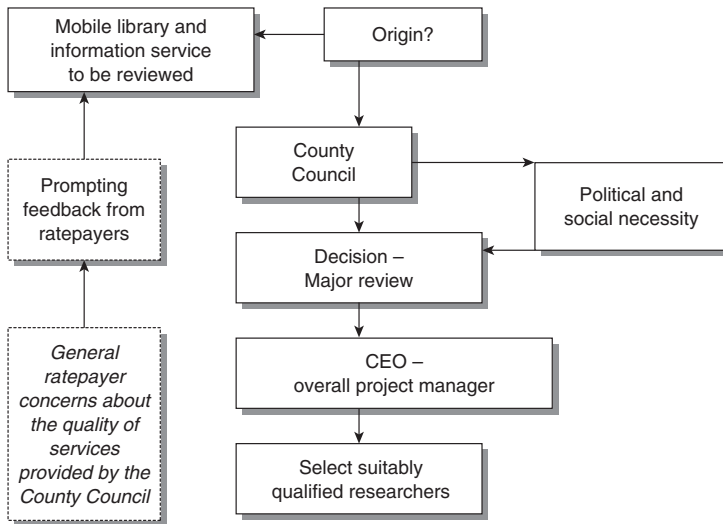 Mobile library and
information service
to be reviewed
Origin?
County
Council
Prompting
feedback from
ratepayers
Political and
social necessity
Decision –
Major review
General
ratepayer
concerns about
the quality of
services
provided by the
County Council
CEO –
overall project manager
Select suitably
qualified researchers